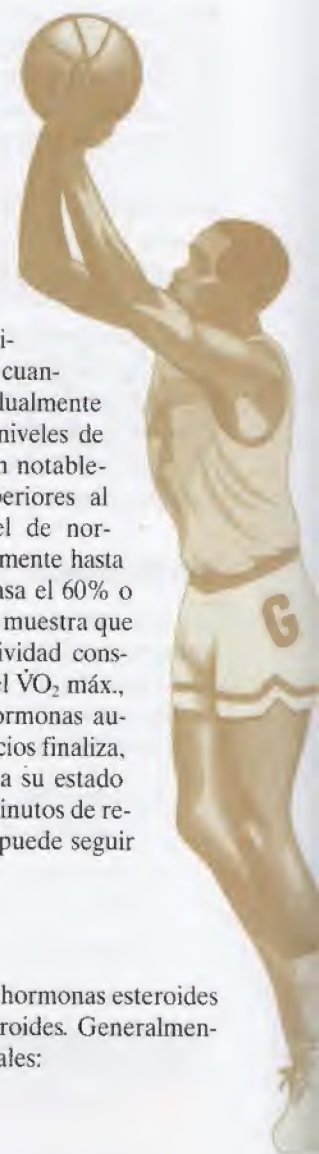 i-
cuan-
dualmente
niveles de
n notable-
periores al
el de nor-
mente hasta
asa el 60% o
muestra que
ividad cons-
el V̇O₂ máx.,
ormonas au-
cios finaliza,
a su estado
inutos de re-
puede seguir
hormonas esteroides
roides. Generalmen-
ales:
G